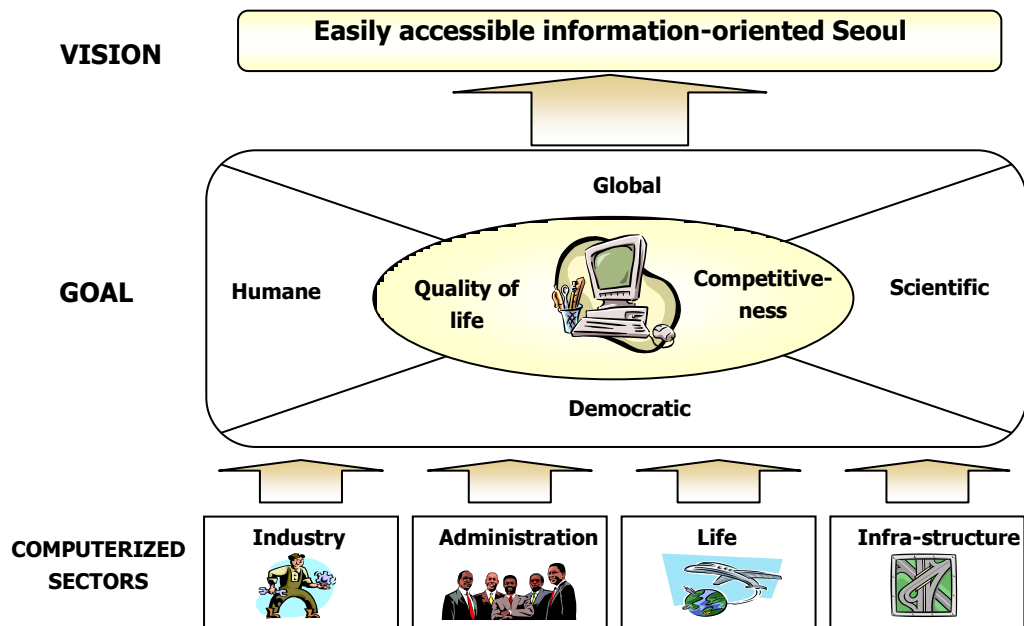 VISION
Easily accessible information-oriented Seoul
GOAL
Global
Humane
Quality of
life
Competitive-
ness
Scientific
Democratic
COMPUTERIZED
SECTORS
Industry
Administration
Life
Infra-structure